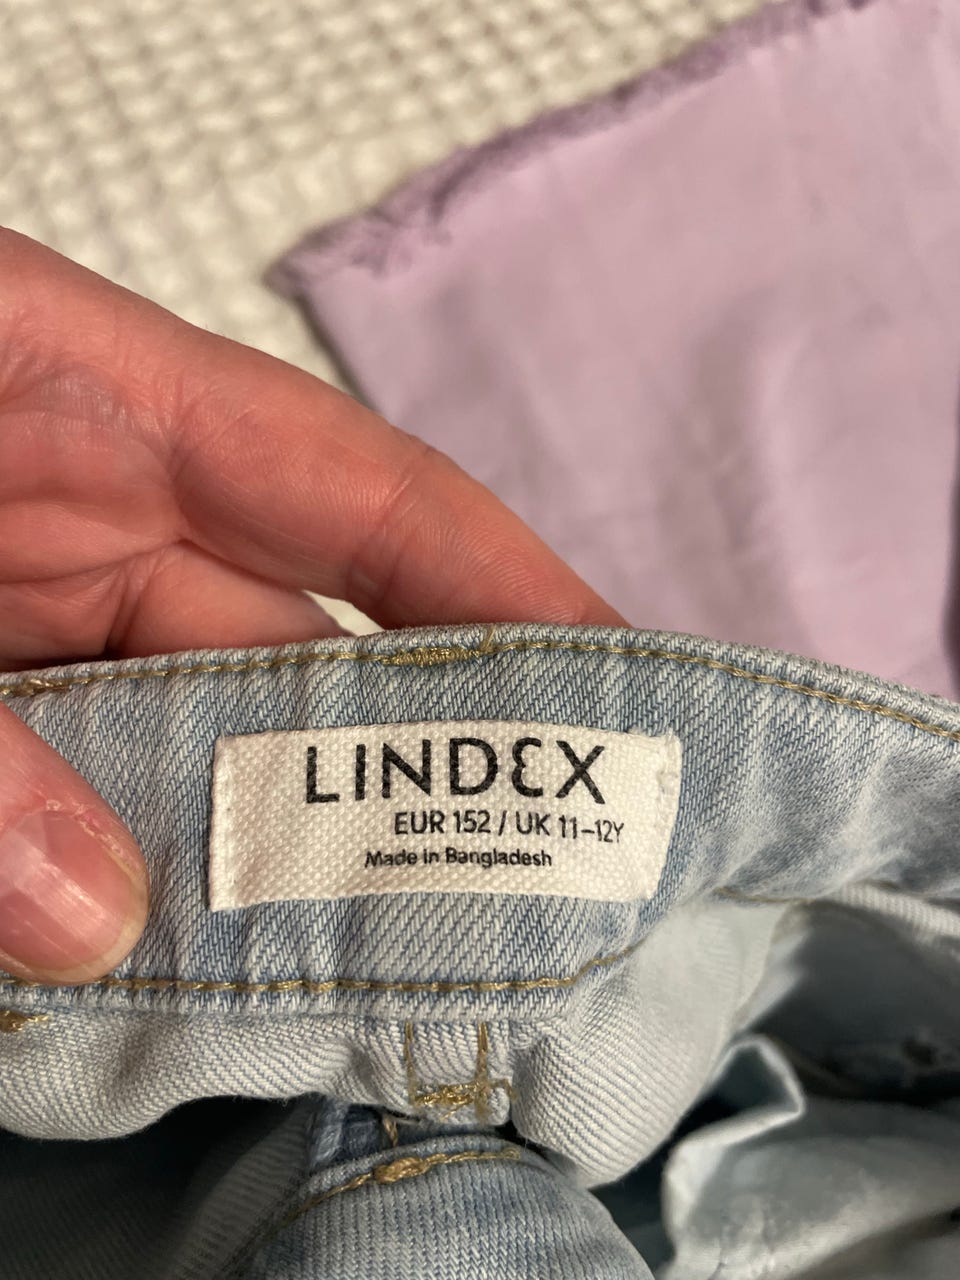 LINDEX
EUR 152 / UK 11-12Y
Made in Bangladesh